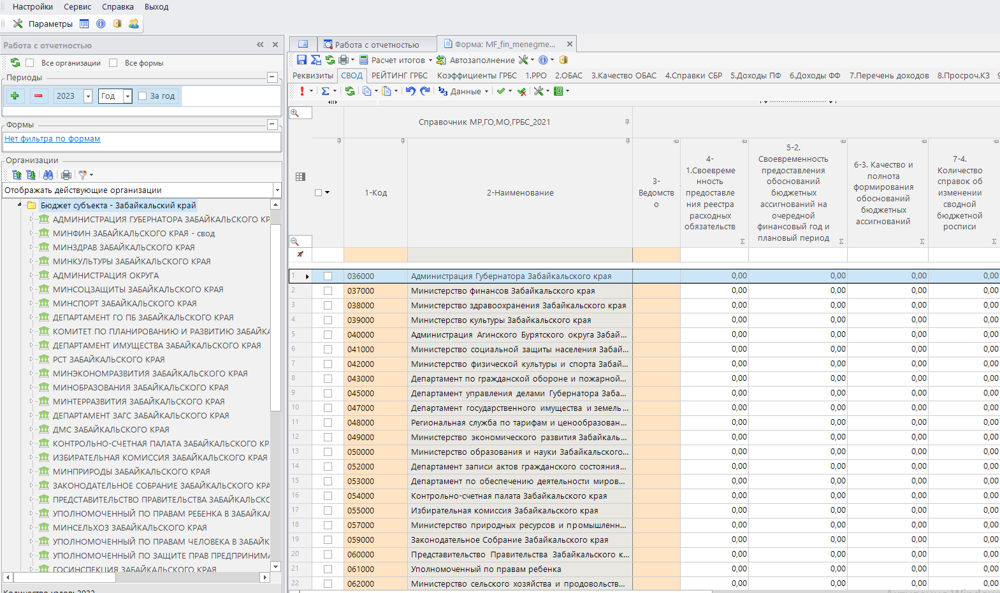 Настройки Сервис Справка Выход
Параметры
Работа с отчетностью
Все организации Все формы
Периоды
2023 Год За год
Формы
Нет фильтра по формам
Организации
Отображать действующие организации
Бюджет субъекта - Забайкальский край
АДМИНИСТРАЦИЯ ГУБЕРНАТОРА ЗАБАЙКАЛЬСКОГО КР
МИНФИН ЗАБАЙКАЛЬСКОГО КРАЯ - свод
МИНЗДРАВ ЗАБАЙКАЛЬСКОГО КРАЯ
МИНКУЛЬТУРЫ ЗАБАЙКАЛЬСКОГО КРАЯ
АДМИНИСТРАЦИЯ ОКРУГА
МИНСОЦЗАЩИТЫ ЗАБАЙКАЛЬСКОГО КРАЯ
МИНСПОРТ ЗАБАЙКАЛЬСКОГО КРАЯ
ДЕПАРТАМЕНТ ГО ПБ ЗАБАЙКАЛЬСКОГО КРАЯ
КОМИТЕТ ПО ПЛАНИРОВАНИЮ И РАЗВИТИЮ ЗАБАЙКА
ДЕПАРТАМЕНТ ИМУЩЕСТВА ЗАБАЙКАЛЬСКОГО КРАЯ
РСТ ЗАБАЙКАЛЬСКОГО КРАЯ
МИНЭКОНОМРАЗВИТИЯ ЗАБАЙКАЛЬСКОГО КРАЯ
МИНОБРАЗОВАНИЯ ЗАБАЙКАЛЬСКОГО КРАЯ
МИНТЕРРАЗВИТИЯ ЗАБАЙКАЛЬСКОГО КРАЯ
ДЕПАРТАМЕНТ ЗАГС ЗАБАЙКАЛЬСКОГО КРАЯ
ДМС ЗАБАЙКАЛЬСКОГО КРАЯ
КОНТРОЛЬНО-СЧЕТНАЯ ПАЛАТА ЗАБАЙКАЛЬСКОГО КР
ИЗБИРАТЕЛЬНАЯ КОМИССИЯ ЗАБАЙКАЛЬСКОГО КРАЯ
МИНПРИРОДЫ ЗАБАЙКАЛЬСКОГО КРАЯ
ЗАКОНОДАТЕЛЬНОЕ СОБРАНИЕ ЗАБАЙКАЛЬСКОГО КРА
ПРЕДСТАВИТЕЛЬСТВО ПРАВИТЕЛЬСТВА ЗАБАЙКАЛЬСКО
УПОЛНОМОЧЕННЫЙ ПО ПРАВАМ РЕБЕНКА В ЗАБАЙКАЛ
МИНСЕЛЬХОЗ ЗАБАЙКАЛЬСКОГО КРАЯ
УПОЛНОМОЧЕННЫЙ ПО ПРАВАМ ЧЕЛОВЕКА В ЗАБАЙК
УПОЛНОМОЧЕННЫЙ ПО ЗАЩИТЕ ПРАВ ПРЕДПРИНИМА
ГОСИНСПЕКЦИЯ ЗАБАЙКАЛЬСКОГО КРАЯ
Работа с отчетностью Форма: MF_fin_menegme...
Расчет итогов Автозаполнение
Реквизиты СВОД РЕЙТИНГ ГРБС Коэффициенты ГРБС 1.РРО 2.ОБАС 3.Качество ОБАС 4.Справки СБР 5.Доходы ПФ 6.Доходы ФФ 7.Перечень доходов 8.Просроч.КЗ 9
Данные
Справочник МР,ГО,МО,ГРБС_2021
1-Код
2-Наименование
3-
Ведомств
о
4-
1.Своевреме
нность
предоставле
ния реестра
расходных
обязательств
Σ
5-2.
Своевременность
предоставления
обоснований
бюджетных
ассигнований на
очередной
финансовый год и
плановый период
Σ
6-3. Качество и
полнота
формирования
обоснований
бюджетных
ассигнований
Σ
7-4.
Количество
справок об
изменении
сводной
бюджетной
росписи
Σ
1 036000 Администрация Губернатора Забайкальского края 0,00 0,00 0,00 0,00
2 037000 Министерство финансов Забайкальского края 0,00 0,00 0,00 0,00
3 038000 Министерство здравоохранения Забайкальского края 0,00 0,00 0,00 0,00
4 039000 Министерство культуры Забайкальского края 0,00 0,00 0,00 0,00
5 040000 Администрация Агинского Бурятского округа Забай... 0,00 0,00 0,00 0,00
6 041000 Министерство социальной защиты населения Забай... 0,00 0,00 0,00 0,00
7 042000 Министерство физической культуры и спорта Забай... 0,00 0,00 0,00 0,00
8 043000 Департамент по гражданской обороне и пожарной... 0,00 0,00 0,00 0,00
9 045000 Департамент управления делами Губернатора Заба... 0,00 0,00 0,00 0,00
10 047000 Департамент государственного имущества и земель... 0,00 0,00 0,00 0,00
11 048000 Региональная служба по тарифам и ценообразован... 0,00 0,00 0,00 0,00
12 049000 Министерство экономического развития Забайкаль... 0,00 0,00 0,00 0,00
13 050000 Министерство образования и науки Забайкальского... 0,00 0,00 0,00 0,00
14 052000 Департамент записи актов гражданского состояния... 0,00 0,00 0,00 0,00
15 053000 Департамент по обеспечению деятельности миров... 0,00 0,00 0,00 0,00
16 054000 Контрольно-счетная палата Забайкальского края 0,00 0,00 0,00 0,00
17 055000 Избирательная комиссия Забайкальского края 0,00 0,00 0,00 0,00
18 057000 Министерство природных ресурсов и промышленн... 0,00 0,00 0,00 0,00
19 059000 Законодательное Собрание Забайкальского края 0,00 0,00 0,00 0,00
20 060000 Представительство Правительства Забайкальского к... 0,00 0,00 0,00 0,00
21 061000 Уполномоченный по правам ребенка 0,00 0,00 0,00 0,00
22 062000 Министерство сельского хозяйства и продовольств... 0,00 0,00 0,00 0,00